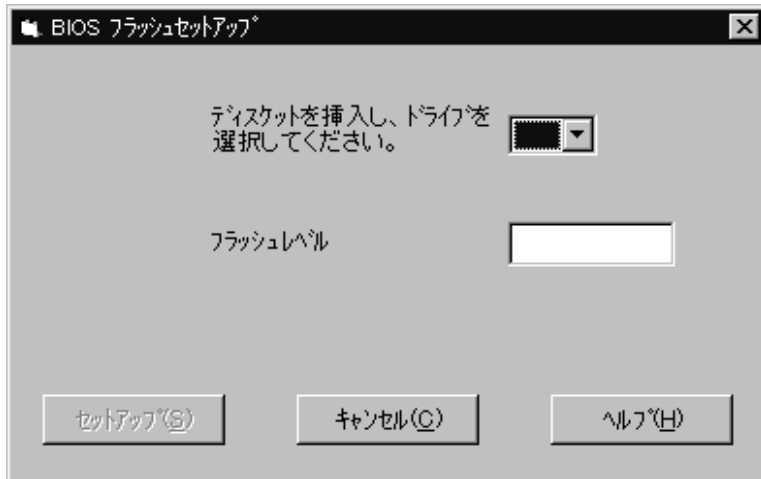 BIOS フラッシュセットアップ
ディスケットを挿入し、ドライブを
選択してください。
フラッシュレベル
セットアップ(S)
キャンセル(C)
ヘルプ(H)